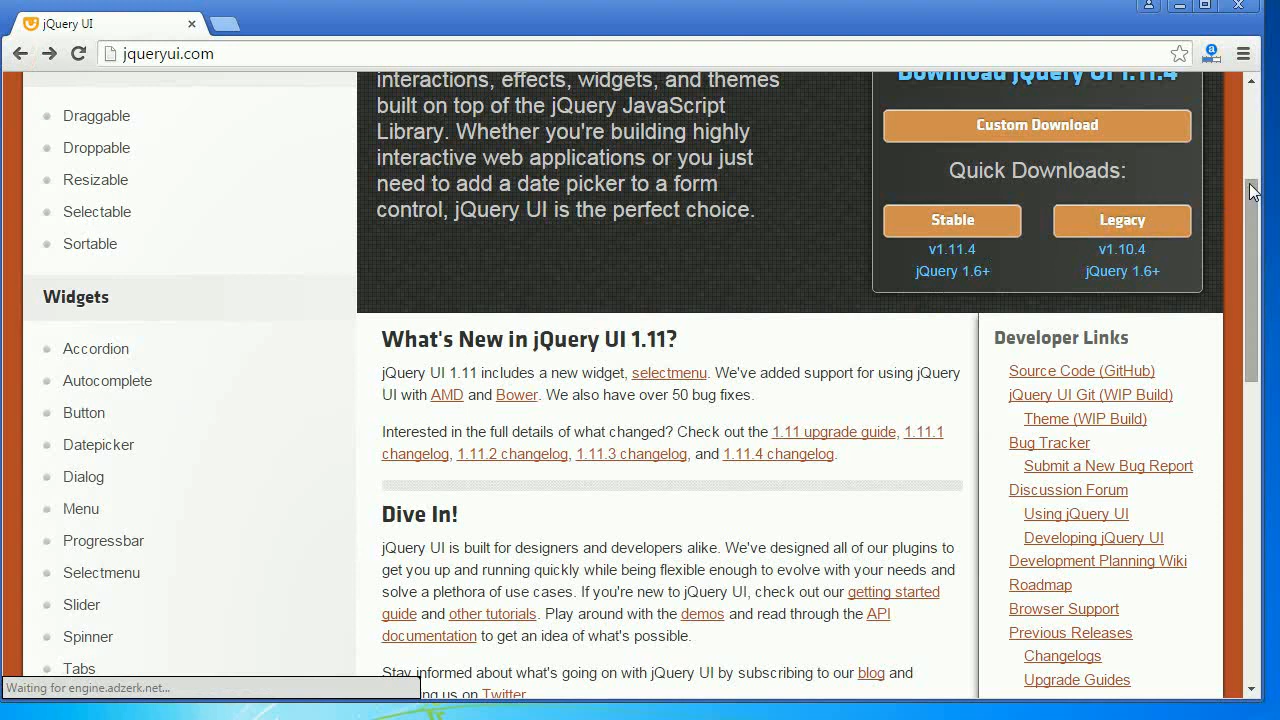 jQuery UI
jqueryui.com
Draggable
Droppable
Resizable
Selectable
Sortable
Widgets
Accordion
Autocomplete
Button
Datepicker
Dialog
Menu
Progressbar
Selectmenu
Slider
Spinner
Tabs
interactions, effects, widgets, and themes
built on top of the jQuery JavaScript
Library. Whether you're building highly
interactive web applications or you just
need to add a date picker to a form
control, jQuery UI is the perfect choice.
Download jQuery UI 1.11.4
Custom Download
Quick Downloads:
Stable
v1.11.4
jQuery 1.6+
Legacy
v1.10.4
jQuery 1.6+
What's New in jQuery UI 1.11?
jQuery UI 1.11 includes a new widget, selectmenu. We've added support for using jQuery
UI with AMD and Bower. We also have over 50 bug fixes.
Interested in the full details of what changed? Check out the 1.11 upgrade guide, 1.11.1
changelog, 1.11.2 changelog, 1.11.3 changelog, and 1.11.4 changelog.
Dive In!
jQuery UI is built for designers and developers alike. We've designed all of our plugins to
get you up and running quickly while being flexible enough to evolve with your needs and
solve a plethora of use cases. If you're new to jQuery UI, check out our getting started
guide and other tutorials. Play around with the demos and read through the API
documentation to get an idea of what's possible.
Stay informed about what's going on with jQuery UI by subscribing to our blog and
ng us on Twitter.
Developer Links
Source Code (GitHub)
jQuery UI Git (WIP Build)
Theme (WIP Build)
Bug Tracker
Submit a New Bug Report
Discussion Forum
Using jQuery UI
Developing jQuery UI
Development Planning Wiki
Roadmap
Browser Support
Previous Releases
Changelogs
Upgrade Guides
Waiting for engine.adzerk.net...